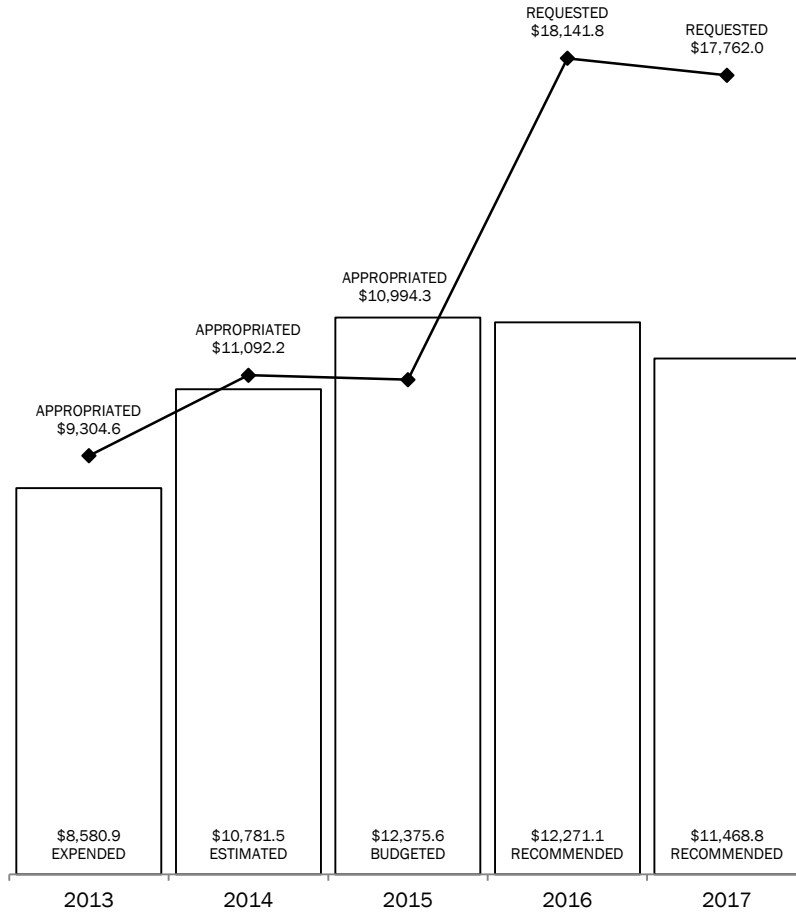 REQUESTED
$18,141.8
REQUESTED
$17,762.0
APPROPRIATED
$10,994.3
APPROPRIATED
$11,092.2
APPROPRIATED
$9,304.6
$8,580.9
EXPENDED
$10,781.5
ESTIMATED
$12,375.6
BUDGETED
$12,271.1
RECOMMENDED
$11,468.8
RECOMMENDED
2013
2014
2015
2016
2017